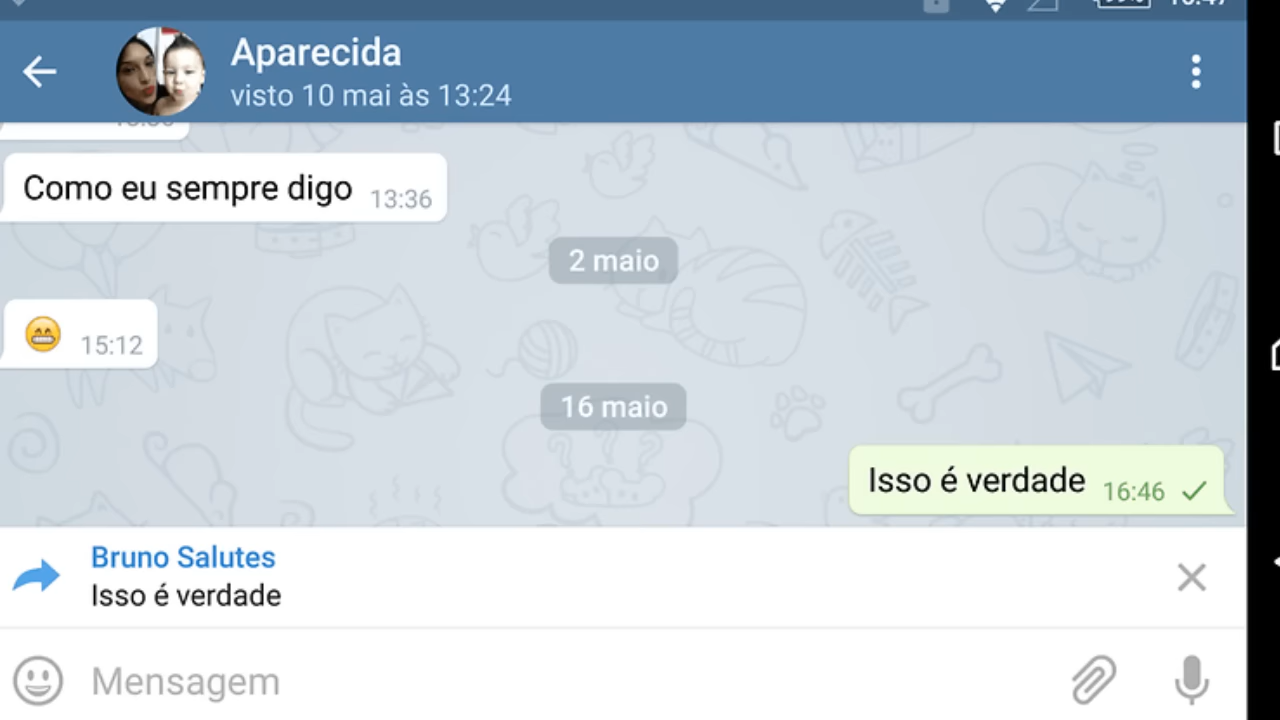 Aparecida
visto 10 mai às 13:24
Como eu sempre digo 13:36
2 maio
😁 15:12
16 maio
Isso é verdade 16:46
Bruno Salutes
Isso é verdade
Mensagem